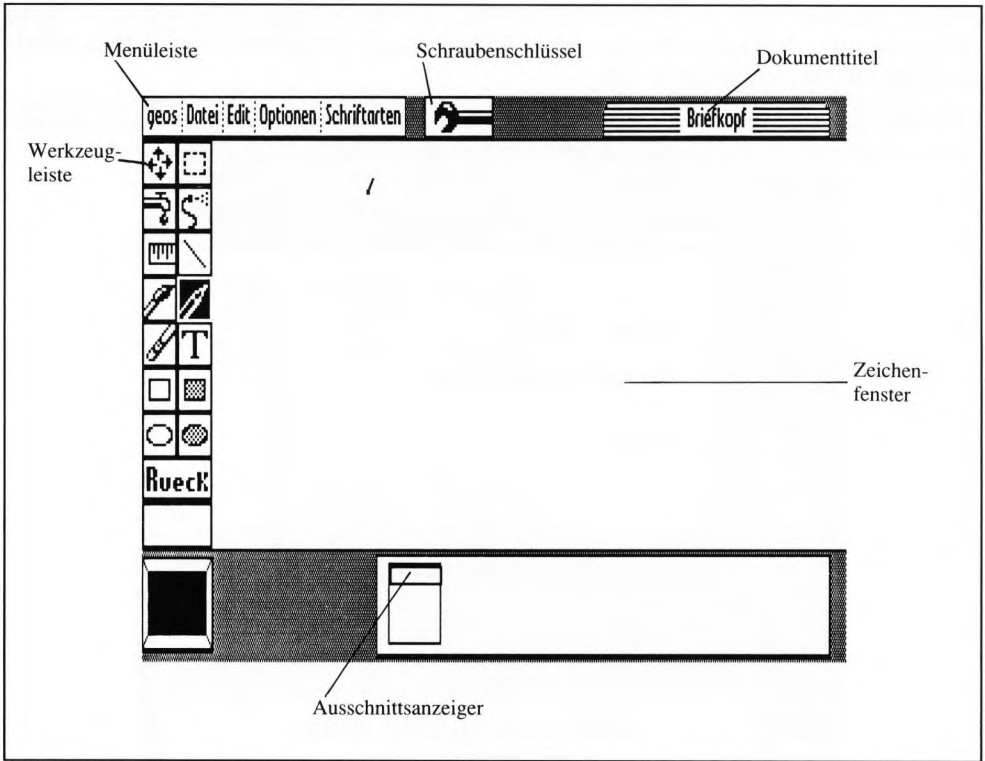 Menüleiste
Schraubenschlüssel
Dokumenttitel
geos Datei Edit Optionen Schriftarten
Briefkopf
Werkzeug-
leiste
T
Zeichen-
fenster
Rueck
Ausschnittsanzeiger